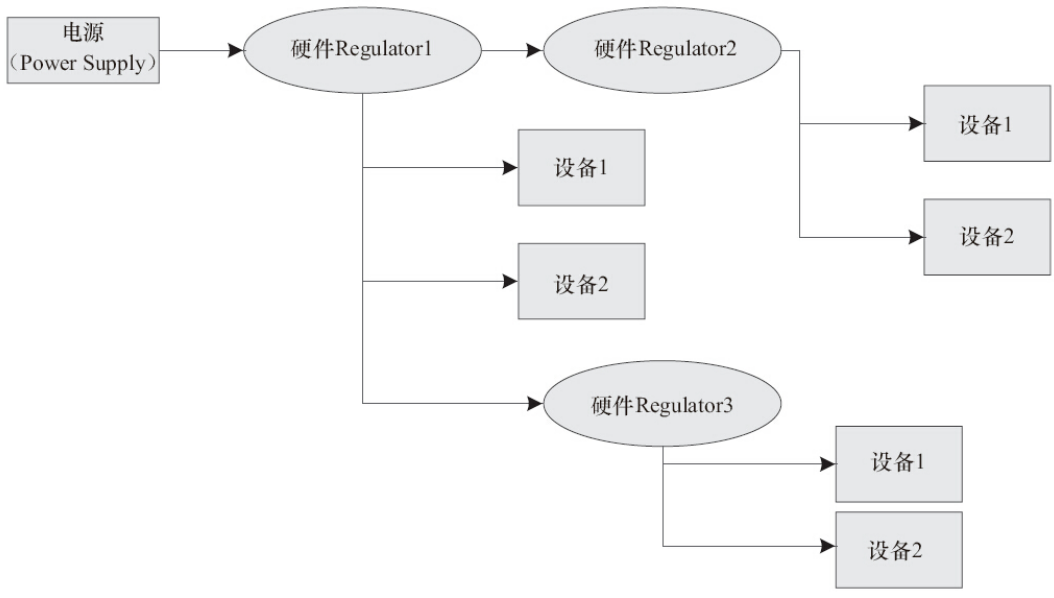 电源
（Power Supply）
硬件Regulator1
硬件Regulator2
设备1
设备2
设备1
设备2
硬件Regulator3
设备1
设备2